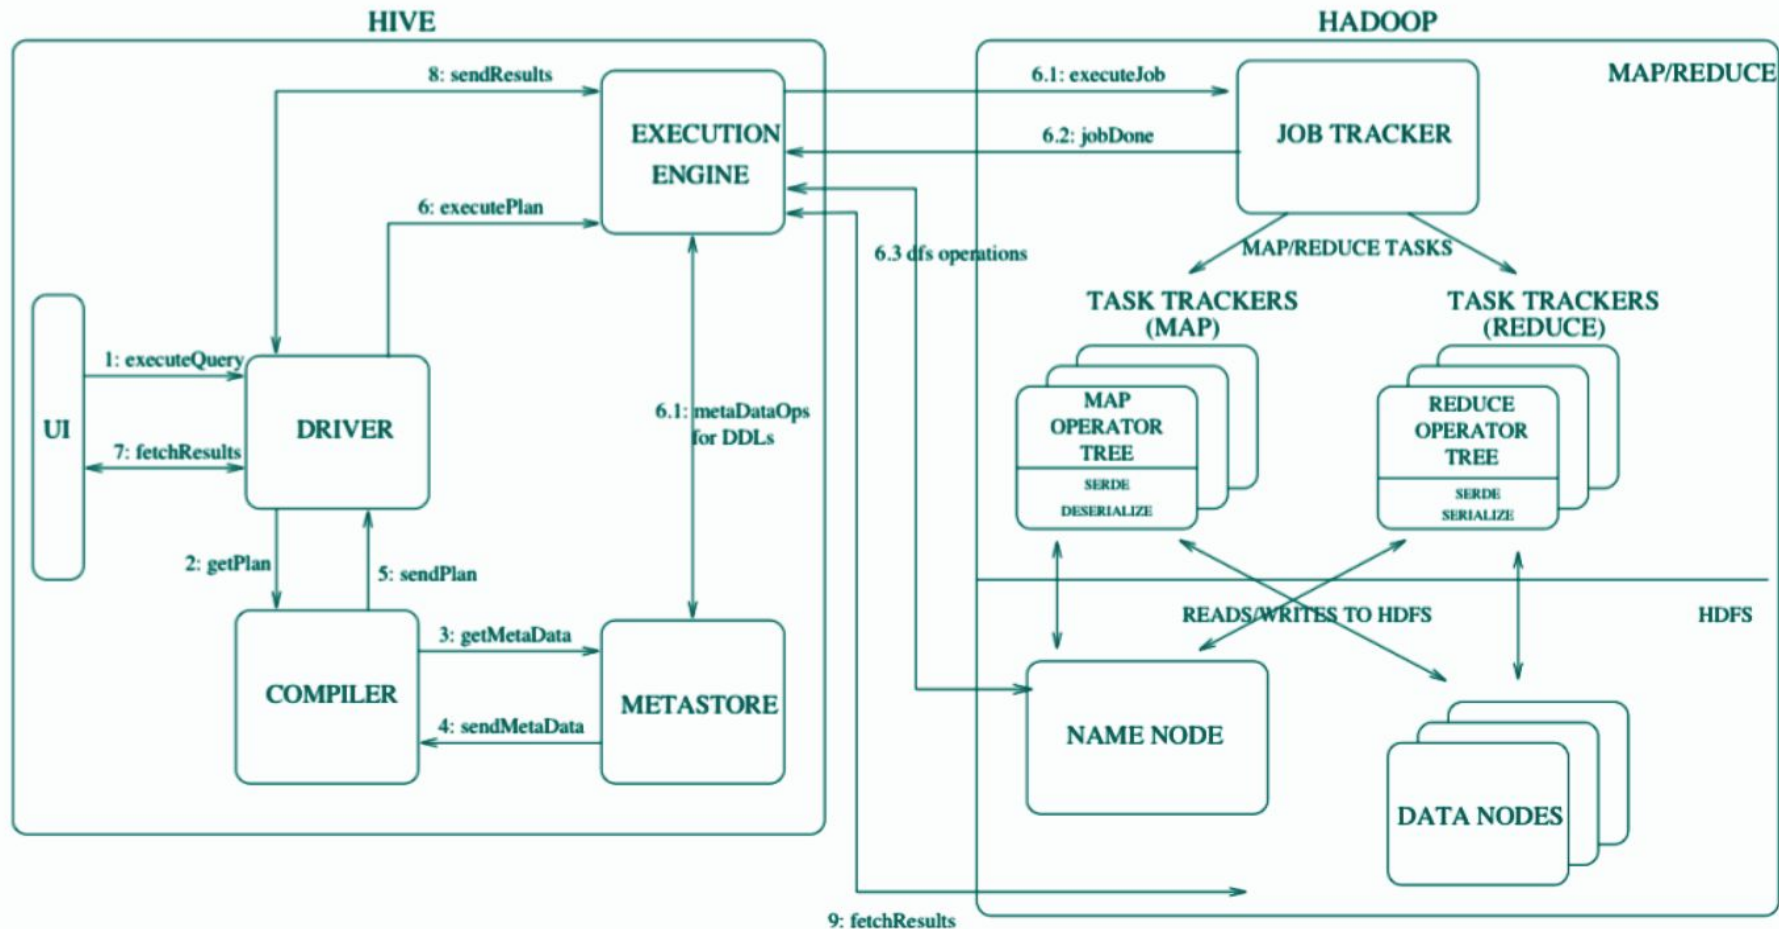 HIVE
HADOOP
MAP/REDUCE
8: sendResults
EXECUTION
ENGINE
6.1: executeJob
6.2: jobDone
JOB TRACKER
6: executePlan
6.3 dfs operations
MAP/REDUCE TASKS
TASK TRACKERS
(MAP)
TASK TRACKERS
(REDUCE)
UI
1: executeQuery
DRIVER
7: fetchResults
6.1: metaDataOps
for DDLs
MAP
OPERATOR
TREE
SERDE
DESERIALIZE
REDUCE
OPERATOR
TREE
SERDE
SERIALIZE
2: getPlan
5: sendPlan
READS/WRITES TO HDFS
HDFS
COMPILER
3: getMetaData
4: sendMetaData
METASTORE
NAME NODE
DATA NODES
9: fetchResults